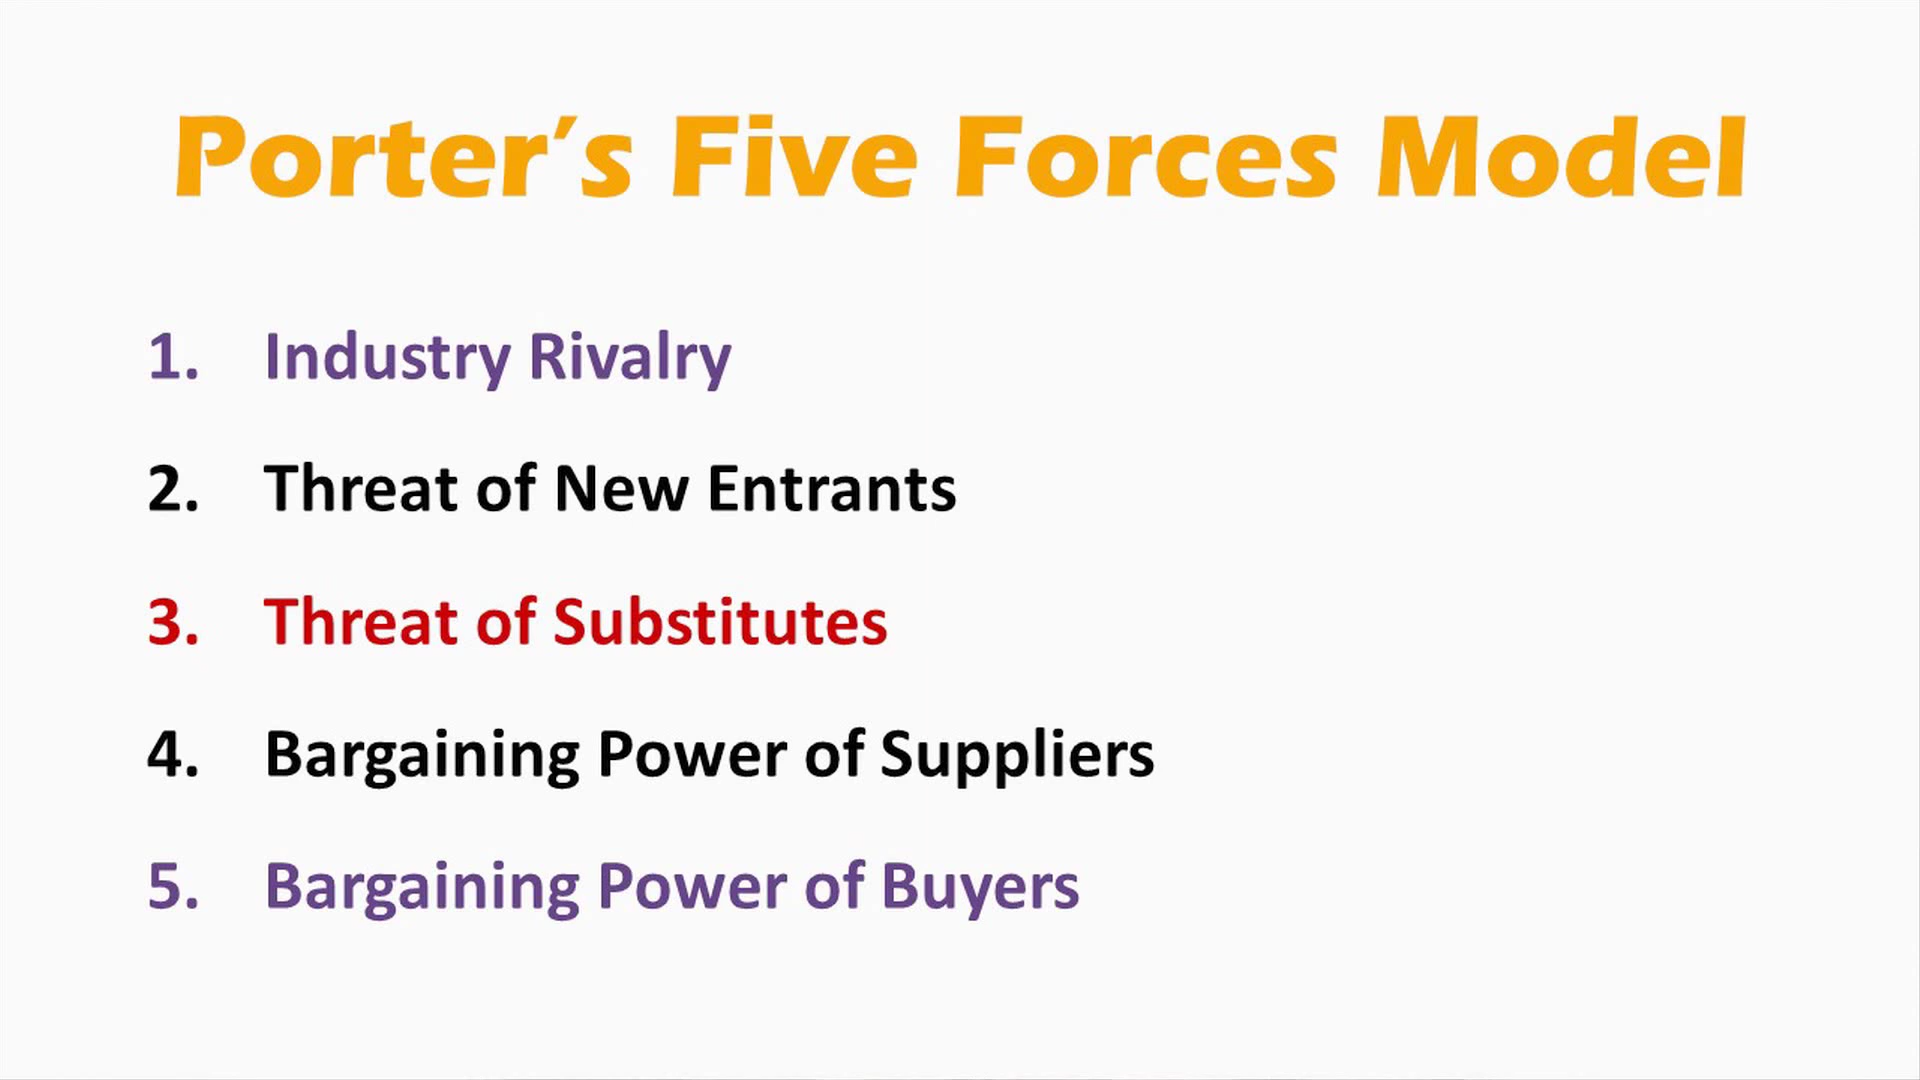 Porter’s Five Forces Model
1. Industry Rivalry
2. Threat of New Entrants
3. Threat of Substitutes
4. Bargaining Power of Suppliers
5. Bargaining Power of Buyers